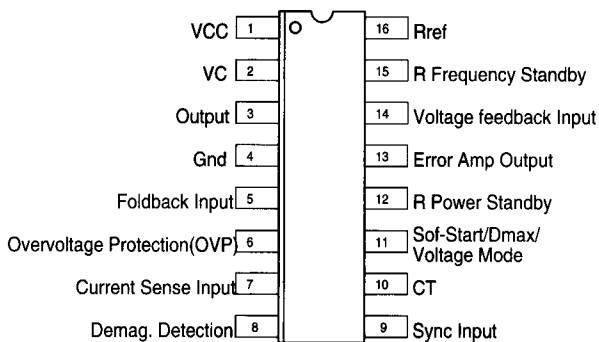 VCC 1 16 Rref
VC 2 15 R Frequency Standby
Output 3 14 Voltage feedback Input
Gnd 4 13 Error Amp Output
Foldback Input 5 12 R Power Standby
Overvoltage Protection(OVP) 6 11 Sof-Start/Dmax/
Voltage Mode
Current Sense Input 7 10 CT
Demag. Detection 8 9 Sync Input